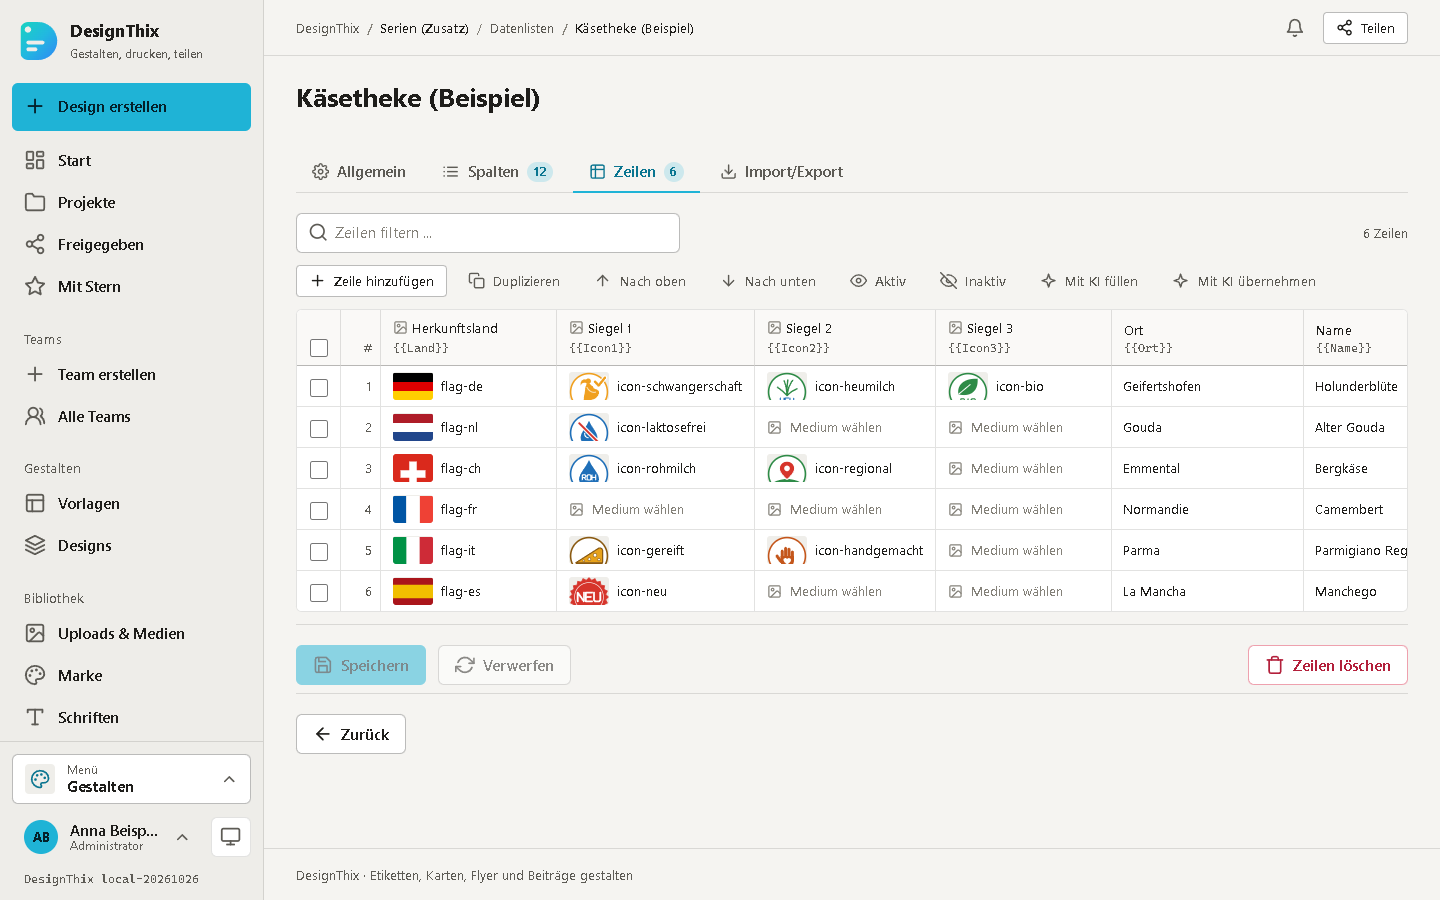 DesignThix
Gestalten, drucken, teilen
Design erstellen
Start
Projekte
Freigegeben
Mit Stern
Teams
Team erstellen
Alle Teams
Gestalten
Vorlagen
Designs
Bibliothek
Uploads & Medien
Marke
Schriften
Menü
Gestalten
AB
Anna Beisp...
Administrator
DesignThix local-20261026
DesignThix / Serien (Zusatz) / Datenlisten / Käsetheke (Beispiel)
Teilen
Käsetheke (Beispiel)
Allgemein
Spalten 12
Zeilen 6
Import/Export
Zeilen filtern ...
6 Zeilen
Zeile hinzufügen
Duplizieren
Nach oben
Nach unten
Aktiv
Inaktiv
Mit KI füllen
Mit KI übernehmen
# Herkunftsland Siegel 1 Siegel 2 Siegel 3 Ort Name
{{Land}} {{Icon1}} {{Icon2}} {{Icon3}} {{Ort}} {{Name}}
1 flag-de icon-schwangerschaft icon-heumilch icon-bio Geifertshofen Holunderblüte
2 flag-nl icon-laktosefrei Medium wählen Medium wählen Gouda Alter Gouda
3 flag-ch ROH icon-rohmilch icon-regional Medium wählen Emmental Bergkäse
4 flag-fr Medium wählen Medium wählen Medium wählen Normandie Camembert
5 flag-it icon-gereift icon-handgemacht Medium wählen Parma Parmigiano Reg
6 flag-es NEU icon-neu Medium wählen Medium wählen La Mancha Manchego
Speichern
Verwerfen
Zeilen löschen
Zurück
DesignThix · Etiketten, Karten, Flyer und Beiträge gestalten